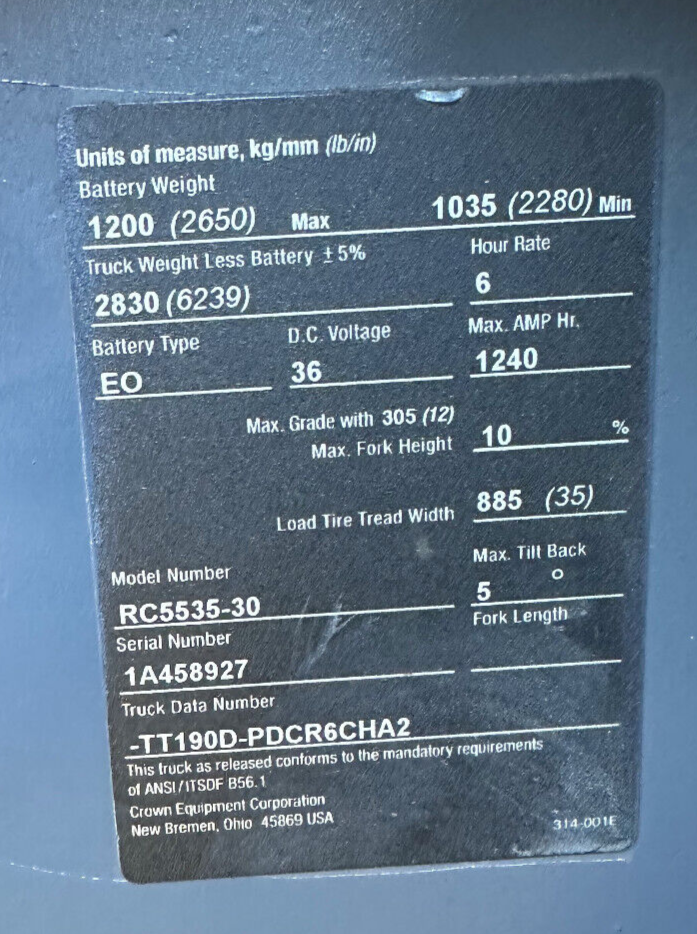 Units of measure, kg/mm (lb/in)
Battery Weight
1200 (2650) Max 1035 (2280) Min
Truck Weight Less Battery ±5% Hour Rate
2830 (6239) 6
Battery Type D.C. Voltage Max. AMP Hr.
EO 36 1240
Max. Grade with 305 (12)
Max. Fork Height 10 %
Load Tire Tread Width 885 (35)
Model Number Max. Tilt Back
RC5535-30 5 °
Serial Number Fork Length
1A458927
Truck Data Number
-TT190D-PDCR6CHA2
This truck as released conforms to the mandatory requirements
of ANSI/ITSDF B56.1
Crown Equipment Corporation
New Bremen, Ohio 45869 USA 314-001E